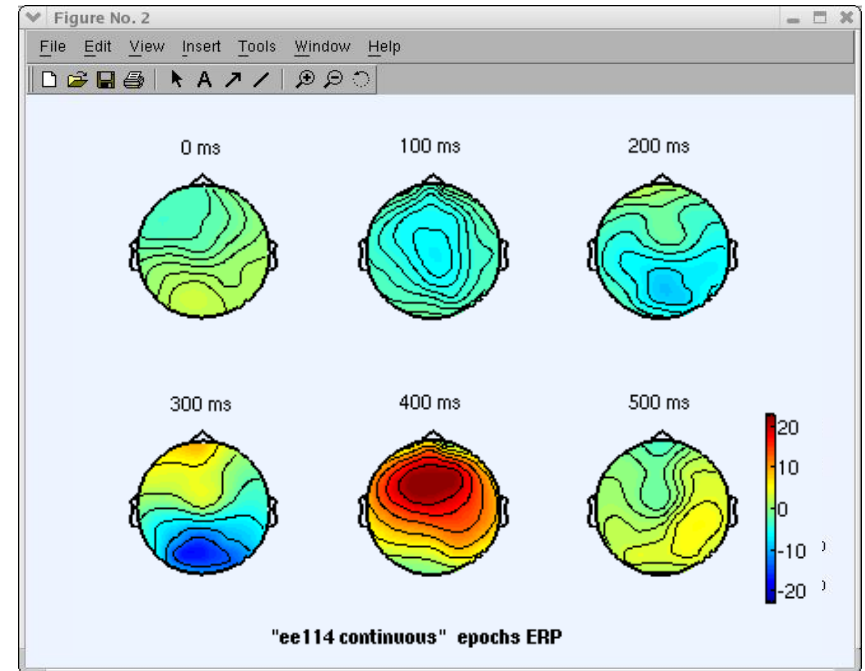 Figure No. 2
File Edit View Insert Tools Window Help
A
0 ms 100 ms 200 ms
300 ms 400 ms 500 ms
20
10
0
-10 )
-20 )
"ee114 continuous" epochs ERP